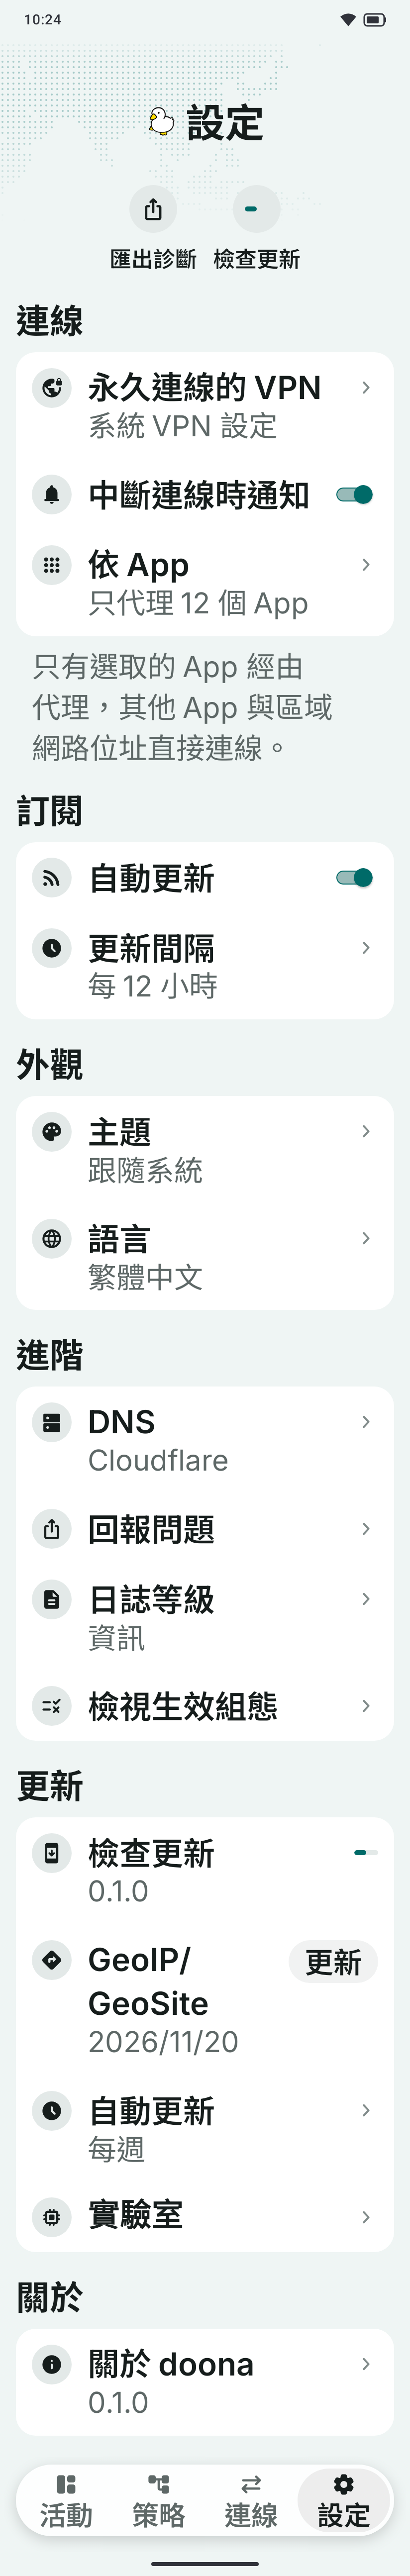 10:24
設定
匯出診斷
檢查更新
連線
永久連線的 VPN
系統 VPN 設定
中斷連線時通知
依 App
只代理 12 個 App
只有選取的 App 經由
代理，其他 App 與區域
網路位址直接連線。
訂閱
自動更新
更新間隔
每 12 小時
外觀
主題
跟隨系統
語言
繁體中文
進階
DNS
Cloudflare
回報問題
日誌等級
資訊
檢視生效組態
更新
檢查更新
0.1.0
GeoIP/
GeoSite
更新
2026/11/20
自動更新
每週
實驗室
關於
關於 doona
0.1.0
活動
策略
連線
設定